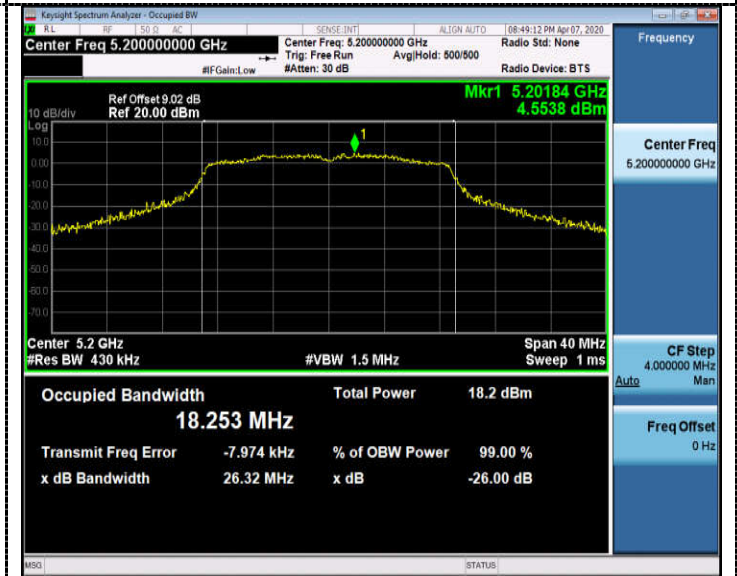 Keysight Spectrum Analyzer - Occupied BW
LXI RL RF 50 Ω AC SENSE:INT ALIGN AUTO 08:49:12 PM Apr 07, 2020
Center Freq 5.200000000 GHz
Center Freq: 5.200000000 GHz
Radio Std: None
Trig: Free Run Avg|Hold: 500/500
#IFGain:Low
#Atten: 30 dB
Radio Device: BTS
Mkr1 5.20184 GHz
4.5538 dBm
Ref Offset 9.02 dB
10 dB/div Ref 20.00 dBm
Log
10.0
0.00
-10.0
-20.0
-30.0
-40.0
-50.0
-60.0
-70.0
1
Center 5.2 GHz Span 40 MHz
#Res BW 430 kHz #VBW 1.5 MHz Sweep 1 ms
Occupied Bandwidth Total Power 18.2 dBm
18.253 MHz
Transmit Freq Error -7.974 kHz % of OBW Power 99.00 %
x dB Bandwidth 26.32 MHz x dB -26.00 dB
MSG STATUS
Frequency
Center Freq
5.200000000 GHz
CF Step
4.000000 MHz
Auto Man
Freq Offset
0 Hz